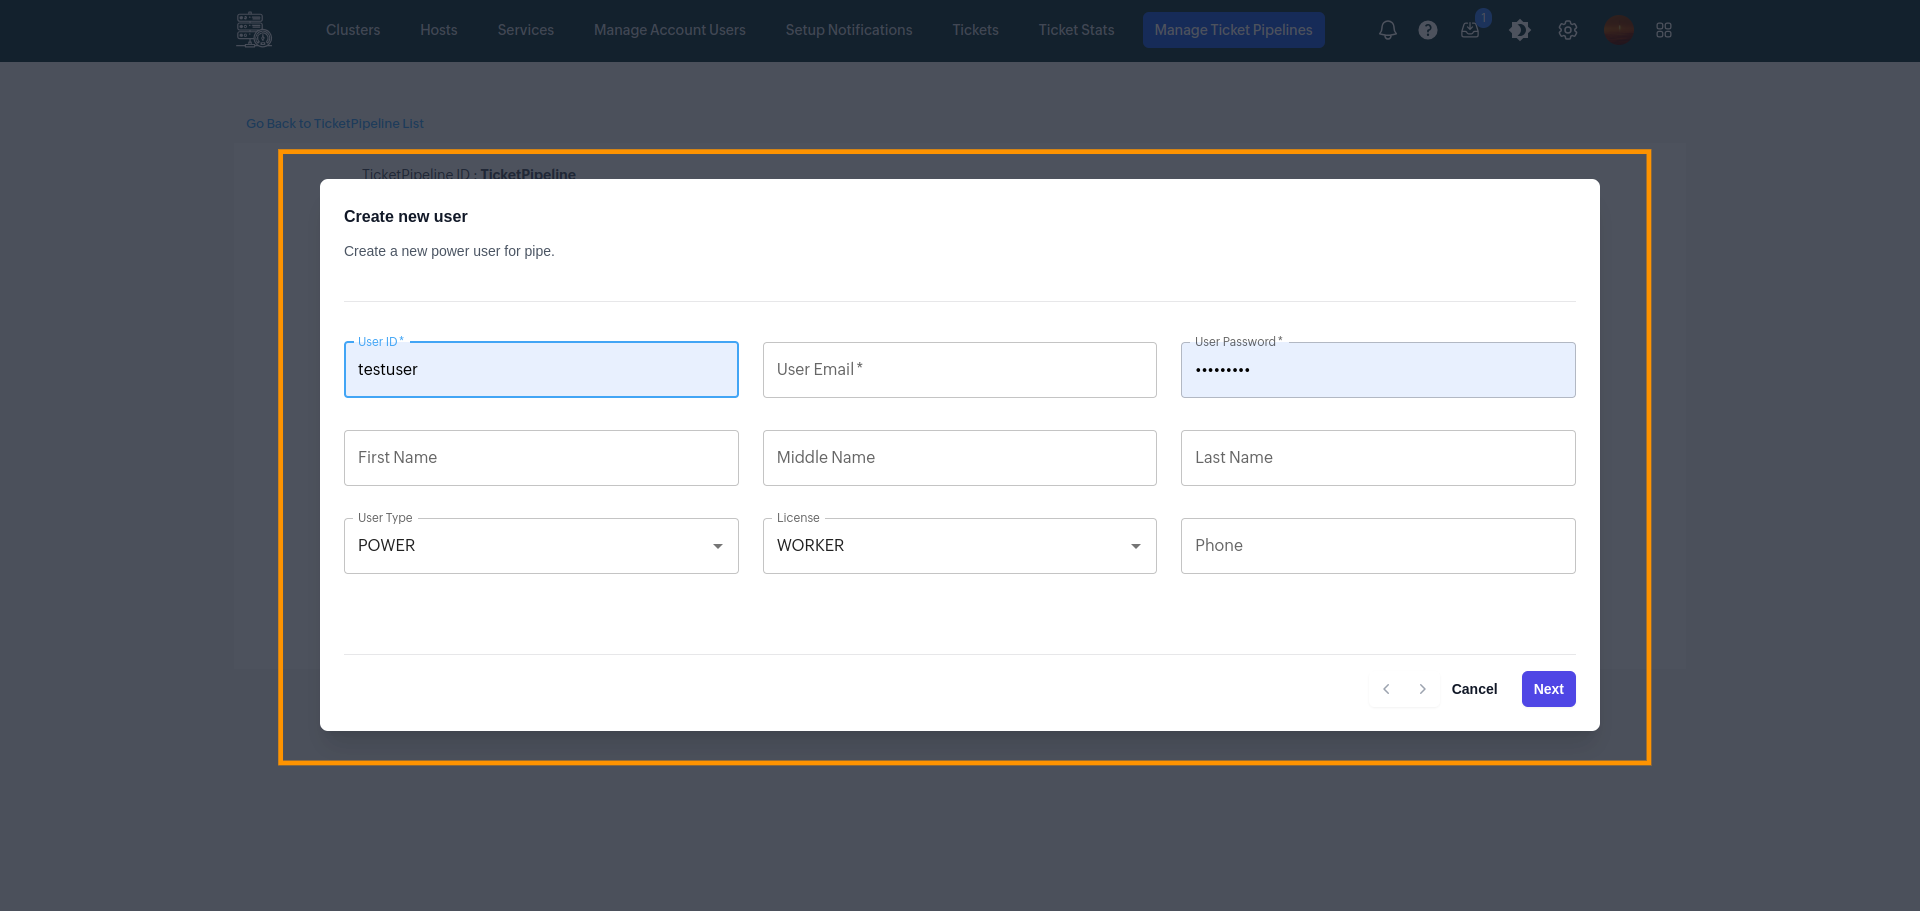 Clusters Hosts Services Manage Account Users Setup Notifications Tickets Ticket Stats Manage Ticket Pipelines 1
Go Back to TicketPipeline List
TicketPipeline ID : TicketPipeline
Create new user
Create a new power user for pipe.
User ID *
testuser
User Email *
User Password *
•••••••••
First Name
Middle Name
Last Name
User Type
POWER
License
WORKER
Phone
Cancel
Next